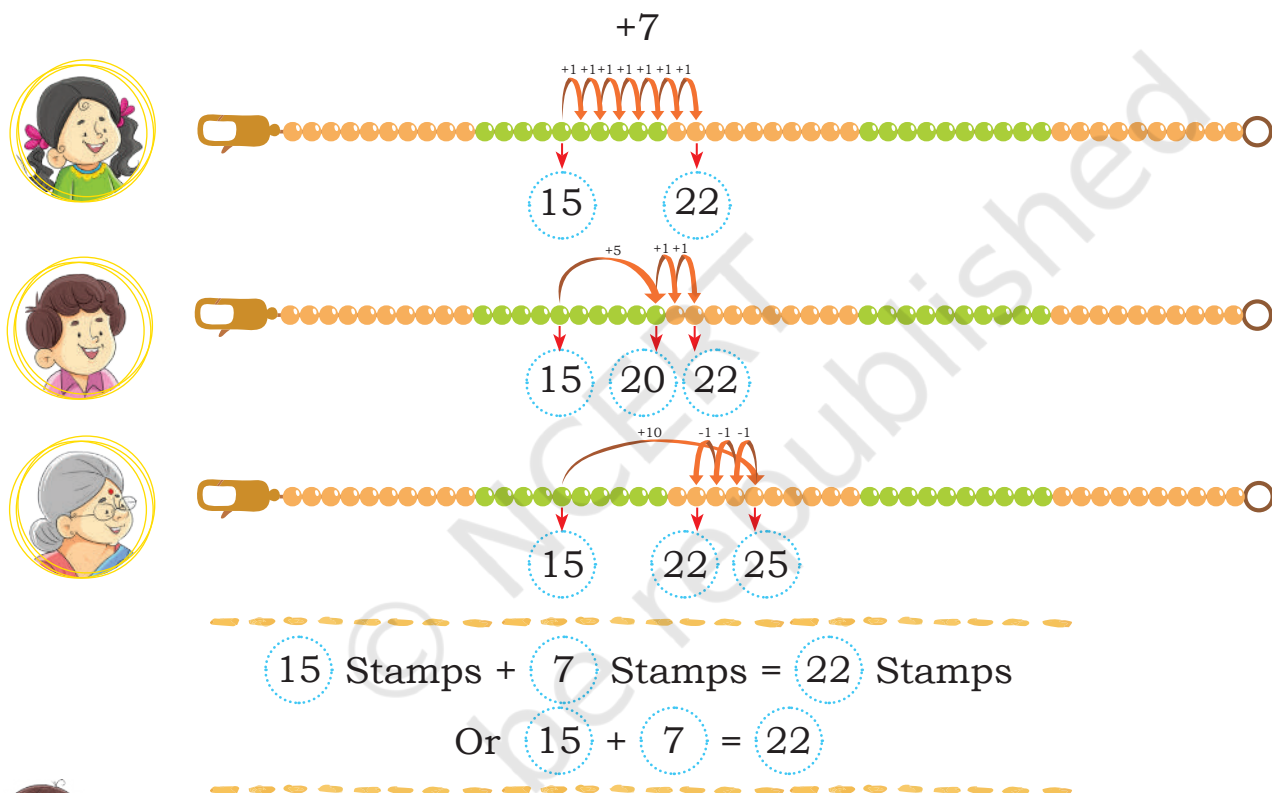 +7
+1 +1 +1 +1 +1 +1 +1
15 22
+5 +1 +1
15 20 22
+10 -1 -1 -1
15 22 25
15 Stamps + 7 Stamps = 22 Stamps
Or 15 + 7 = 22
© NCERT
be republished